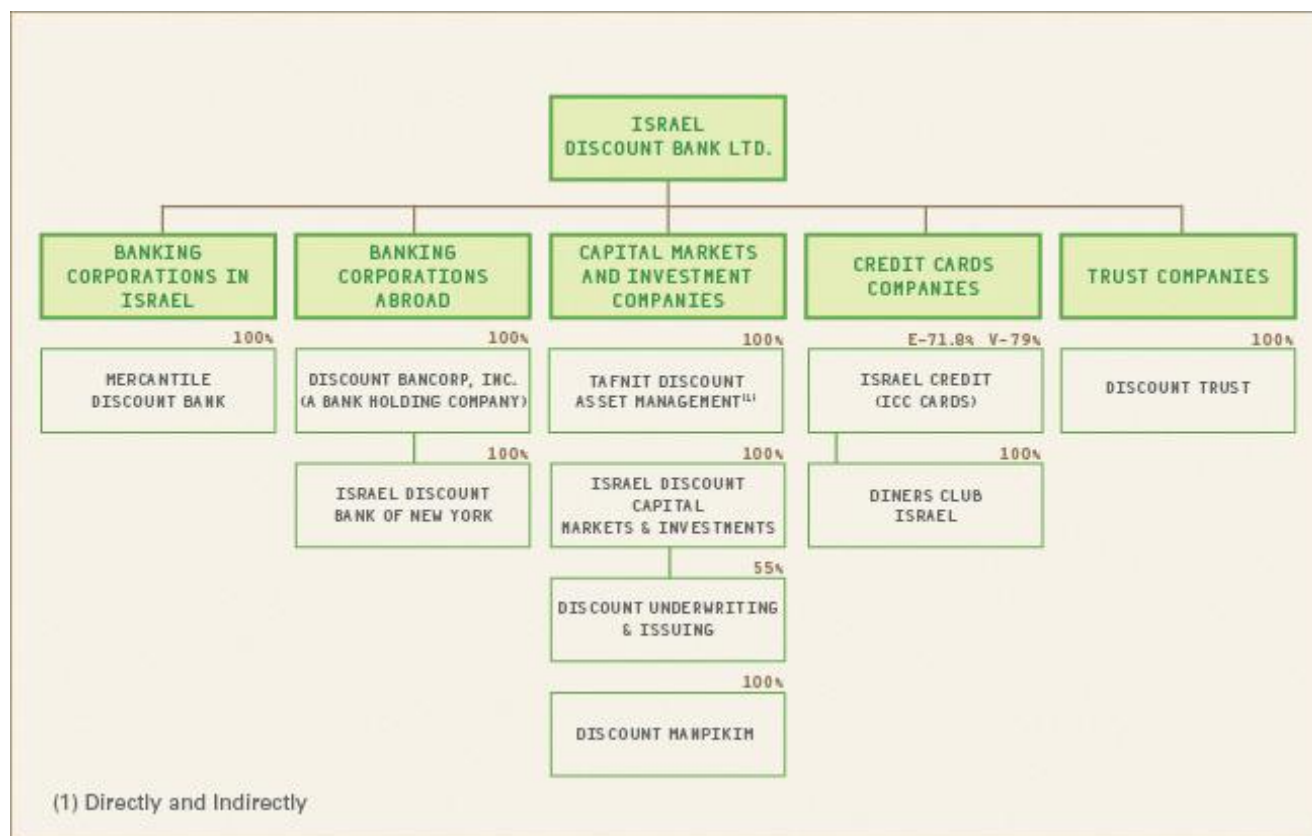 ISRAEL
DISCOUNT BANK LTD.
BANKING
CORPORATIONS IN
ISRAEL
BANKING
CORPORATIONS
ABROAD
CAPITAL MARKETS
AND INVESTMENT
COMPANIES
CREDIT CARDS
COMPANIES
TRUST COMPANIES
100%
MERCANTILE
DISCOUNT BANK
100%
DISCOUNT BANCORP, INC.
(A BANK HOLDING COMPANY)
100%
TAFNIT DISCOUNT
ASSET MANAGEMENT(1)
E-71.8% V-79%
ISRAEL CREDIT
(ICC CARDS)
100%
DISCOUNT TRUST
100%
ISRAEL DISCOUNT
BANK OF NEW YORK
100%
ISRAEL DISCOUNT
CAPITAL
MARKETS & INVESTMENTS
100%
DINERS CLUB
ISRAEL
55%
DISCOUNT UNDERWRITING
& ISSUING
100%
DISCOUNT MANPIKIM
(1) Directly and Indirectly